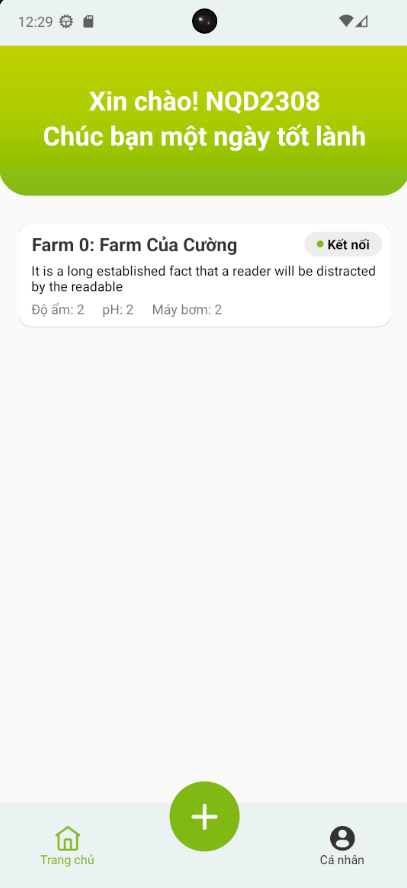 12:29
Xin chào! NQD2308
Chúc bạn một ngày tốt lành
Farm 0: Farm Của Cường
Kết nối
It is a long established fact that a reader will be distracted
by the readable
Độ ẩm: 2 pH: 2 Máy bơm: 2
Trang chủ
Cá nhân